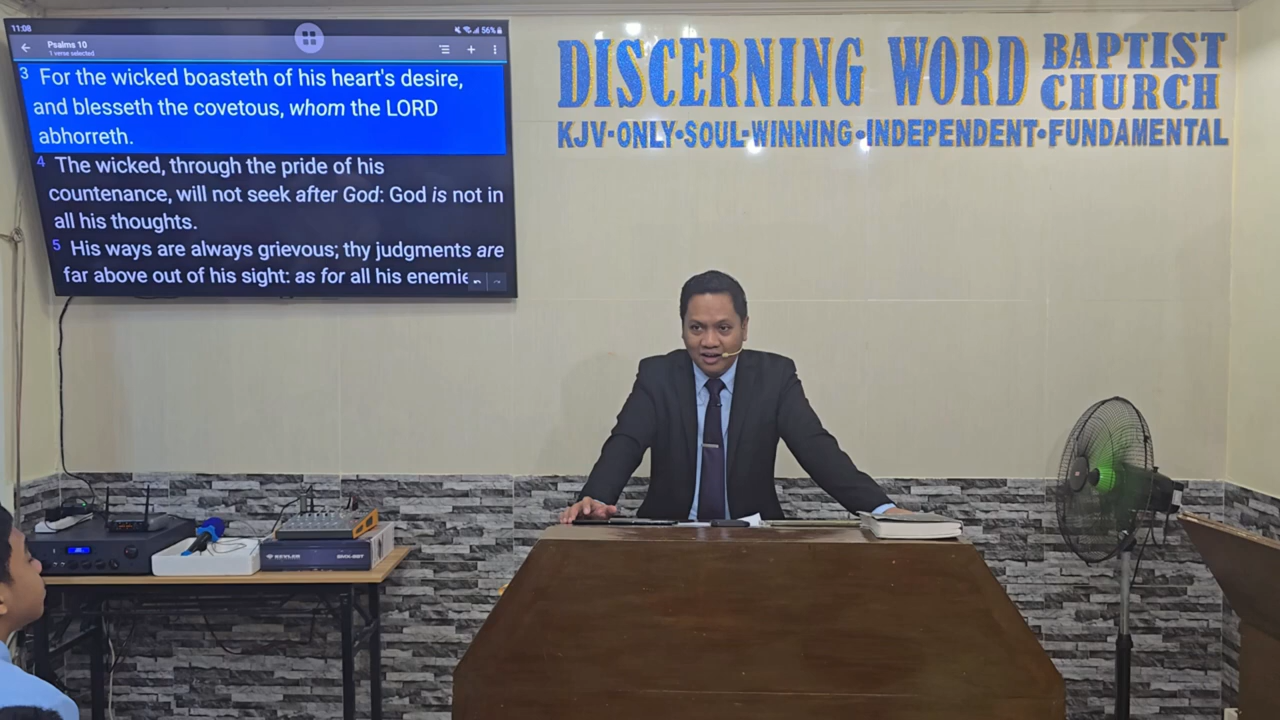 11:08
56%
Psalms 10
1 verse selected
3 For the wicked boasteth of his heart's desire,
and blesseth the covetous, whom the LORD
abhorreth.
4 The wicked, through the pride of his
countenance, will not seek after God: God is not in
all his thoughts.
5 His ways are always grievous; thy judgments are
far above out of his sight: as for all his enemie
DISCERNING WORD BAPTIST
CHURCH
KJV-ONLY•SOUL-WINNING•INDEPENDENT•FUNDAMENTAL
KEVLER